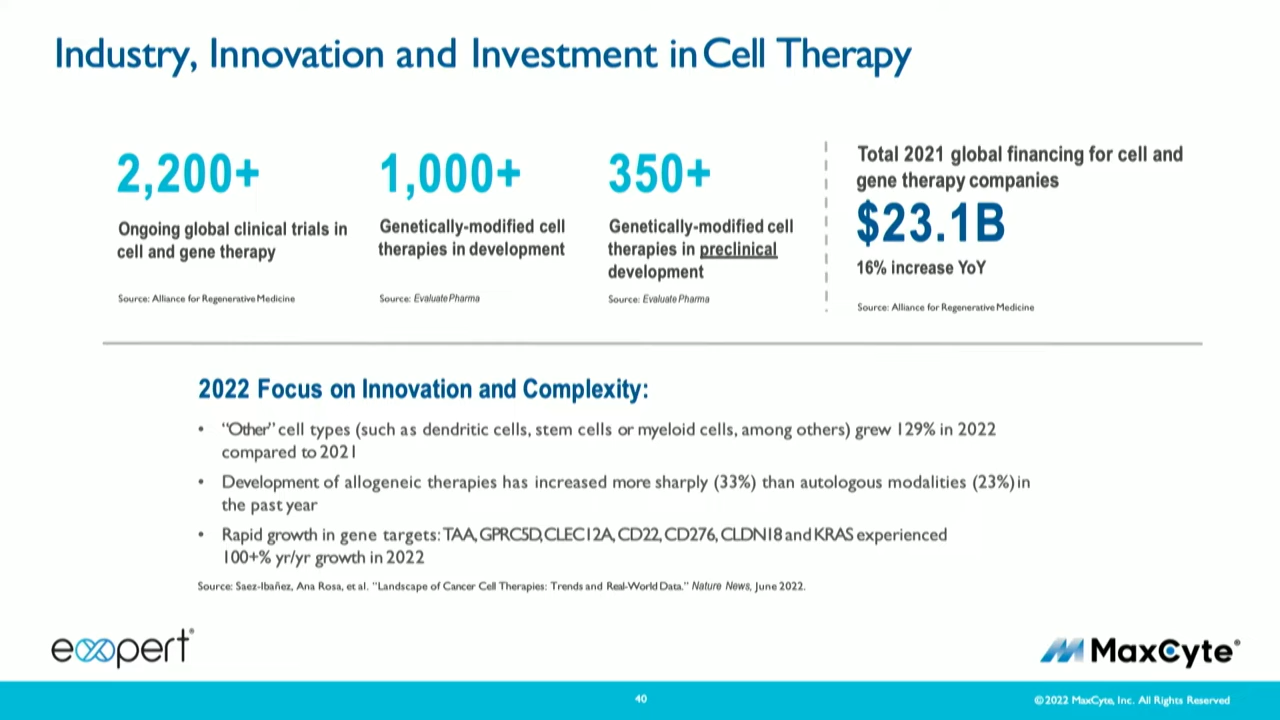 Industry, Innovation and Investment in Cell Therapy
2,200+
Ongoing global clinical trials in
cell and gene therapy
Source: Alliance for Regenerative Medicine
1,000+
Genetically-modified cell
therapies in development
Source: Evaluate Pharma
350+
Genetically-modified cell
therapies in preclinical
development
Source: Evaluate Pharma
Total 2021 global financing for cell and
gene therapy companies
$23.1B
16% increase YoY
Source: Alliance for Regenerative Medicine
2022 Focus on Innovation and Complexity:
• "Other" cell types (such as dendritic cells, stem cells or myeloid cells, among others) grew 129% in 2022
compared to 2021
• Development of allogeneic therapies has increased more sharply (33%) than autologous modalities (23%) in
the past year
• Rapid growth in gene targets: TAA, GPRC5D, CLEC12A, CD22, CD276, CLDN18 and KRAS experienced
100+% yr/yr growth in 2022
Source: Saez-Ibañez, Ana Rosa, et al. "Landscape of Cancer Cell Therapies: Trends and Real-World Data." Nature News, June 2022.
expert®
MaxCyte®
40
© 2022 MaxCyte, Inc. All Rights Reserved